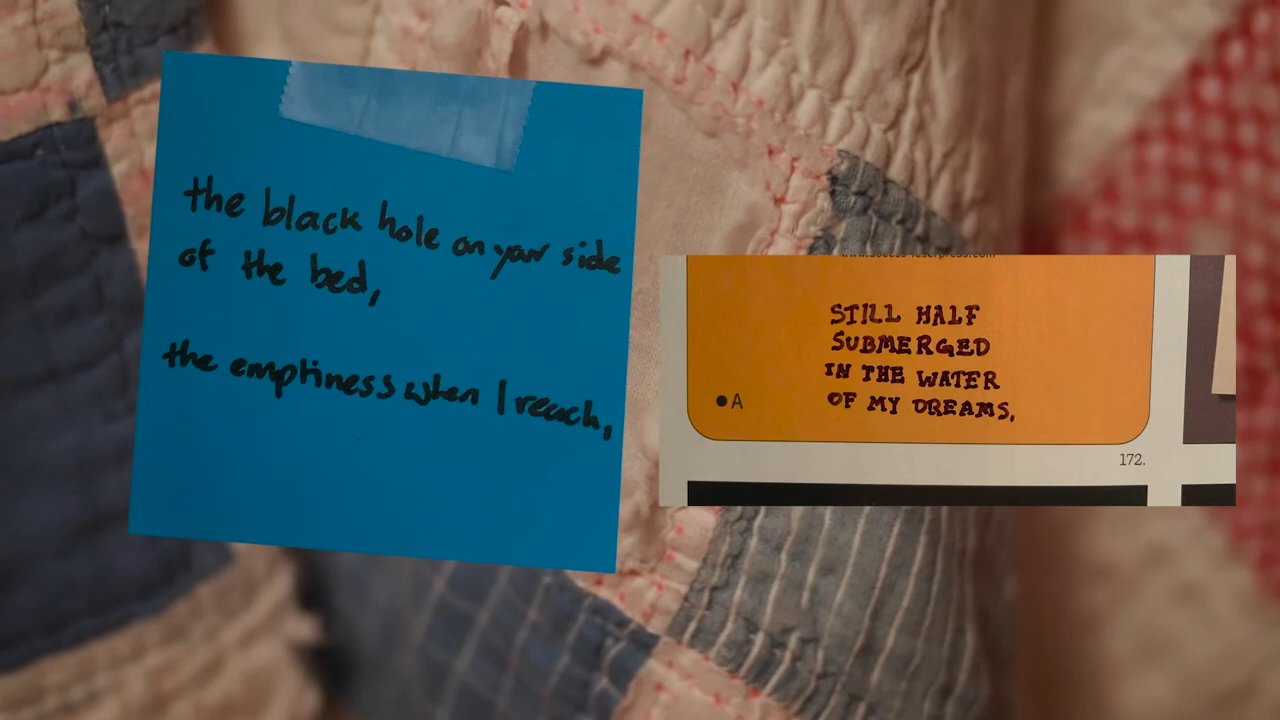 the black hole on your side
of the bed,
the emptiness when I reach,
STILL HALF
SUBMERGED
IN THE WATER
OF MY DREAMS.
A
172.